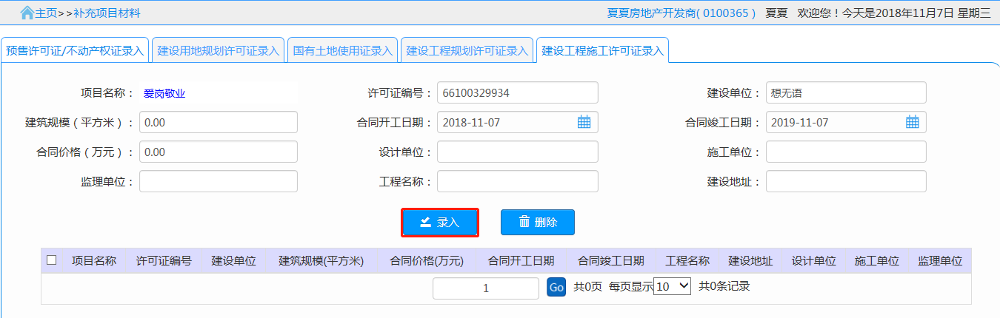 主页>>补充项目材料 夏夏房地产开发商( 0100365 ) 夏夏 欢迎您！今天是2018年11月7日 星期三
预售许可证/不动产权证录入 建设用地规划许可证录入 国有土地使用证录入 建设工程规划许可证录入 建设工程施工许可证录入
项目名称： 爱岗敬业 许可证编号： 66100329934 建设单位： 想无语
建筑规模（平方米）： 0.00 合同开工日期： 2018-11-07 合同竣工日期： 2019-11-07
合同价格（万元）： 0.00 设计单位： 施工单位：
监理单位： 工程名称： 建设地址：
录入 删除
项目名称 许可证编号 建设单位 建筑规模(平方米) 合同价格(万元) 合同开工日期 合同竣工日期 工程名称 建设地址 设计单位 施工单位 监理单位
1 Go 共0页 每页显示 10 共0条记录